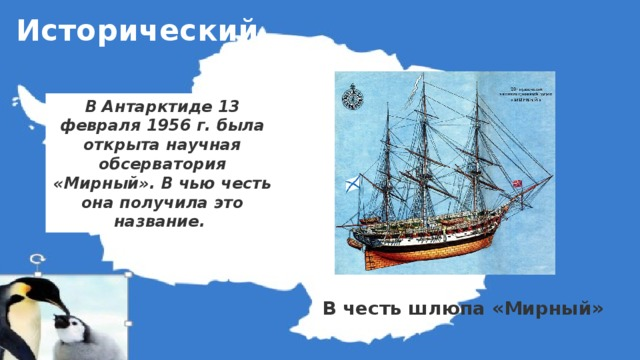 Исторический
В Антарктиде 13
февраля 1956 г. была
открыта научная
обсерватория
«Мирный». В чью честь
она получила это
название.
В честь шлюпа «Мирный»